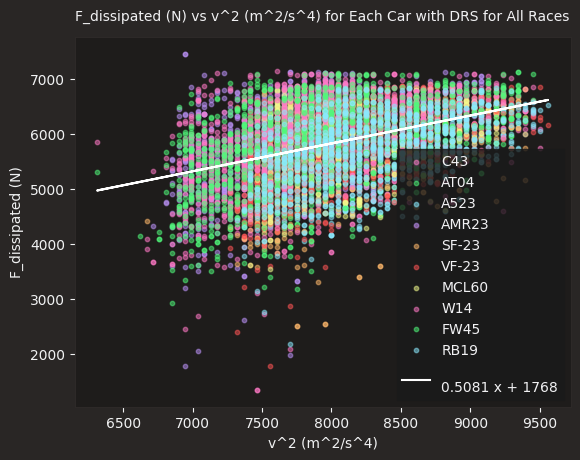 F_dissipated (N) vs v^2 (m^2/s^4) for Each Car with DRS for All Races
F_dissipated (N)
7000
6000
5000
4000
3000
2000
C43
AT04
A523
AMR23
SF-23
VF-23
MCL60
W14
FW45
RB19
0.5081 x + 1768
6500
7000
7500
8000
8500
9000
9500
v^2 (m^2/s^4)